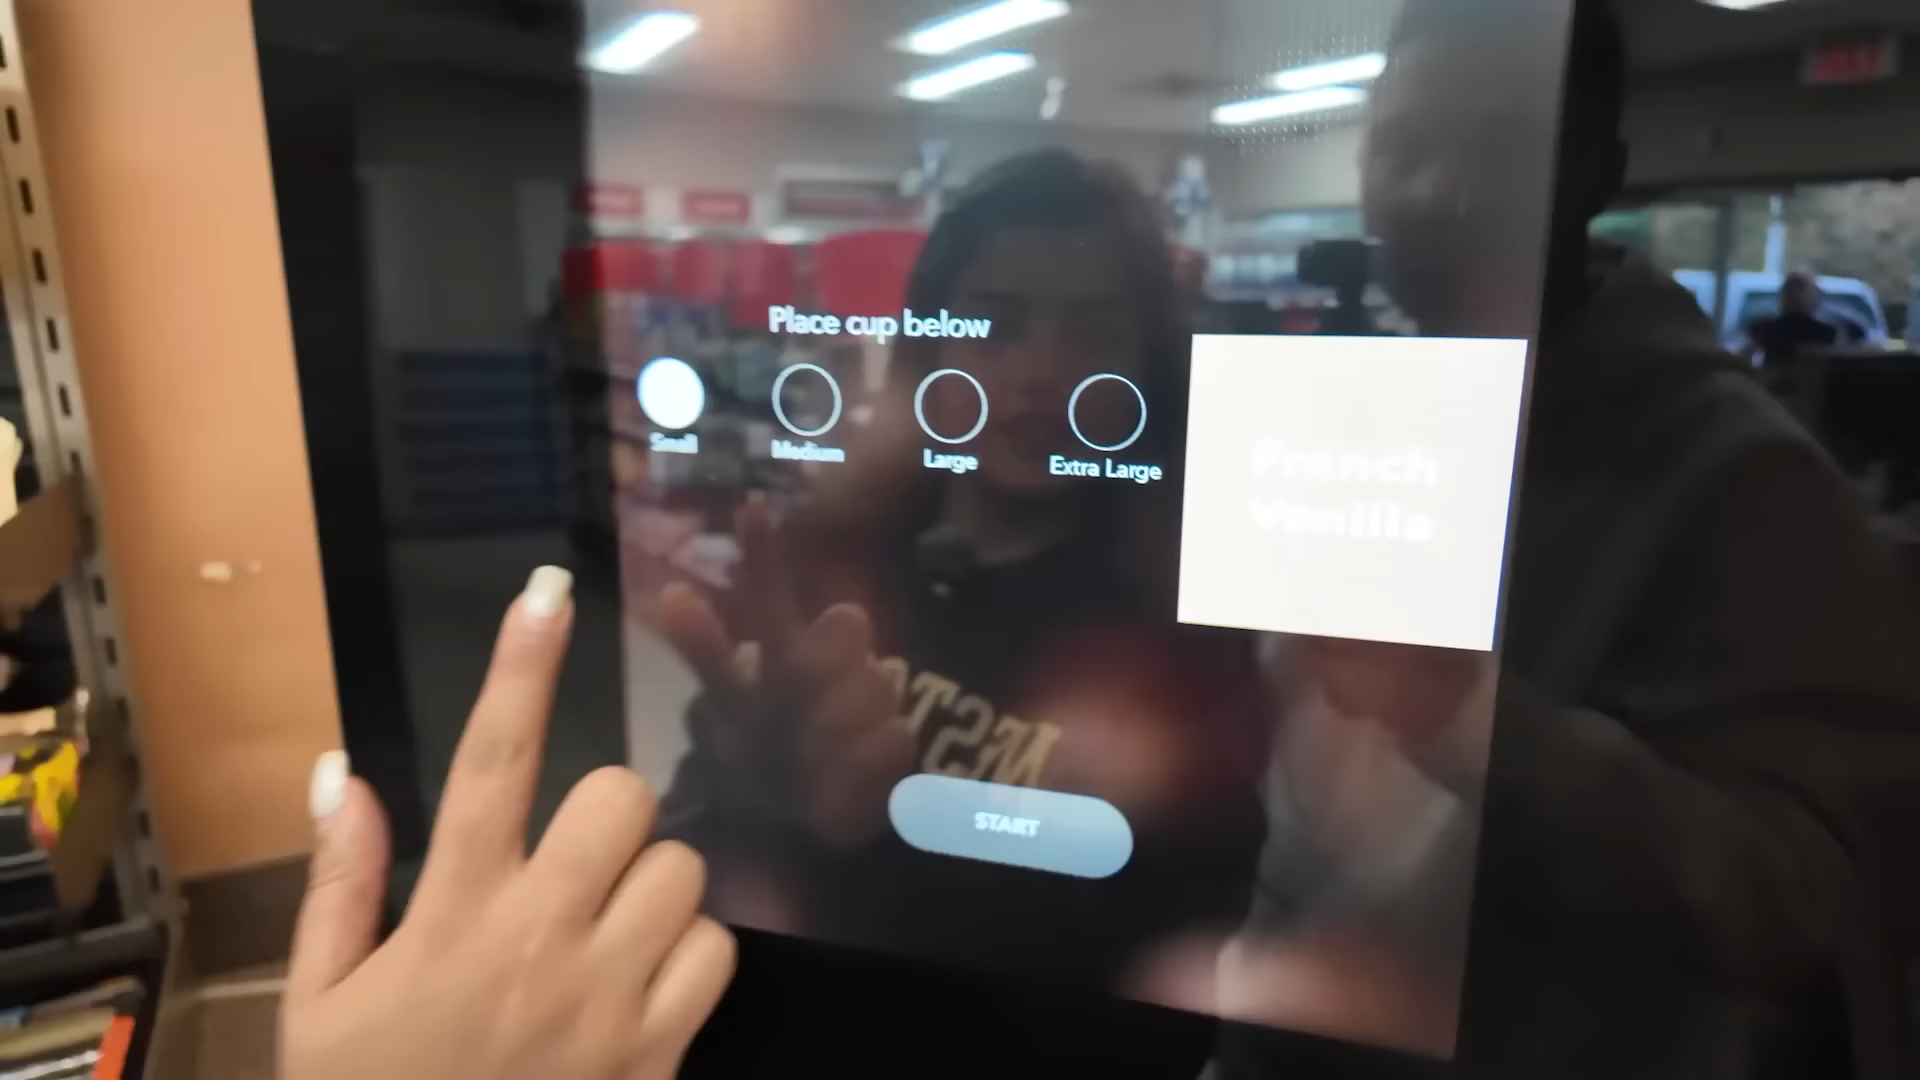 Place cup below
Small
Medium
Large
Extra Large
French
Vanilla
START